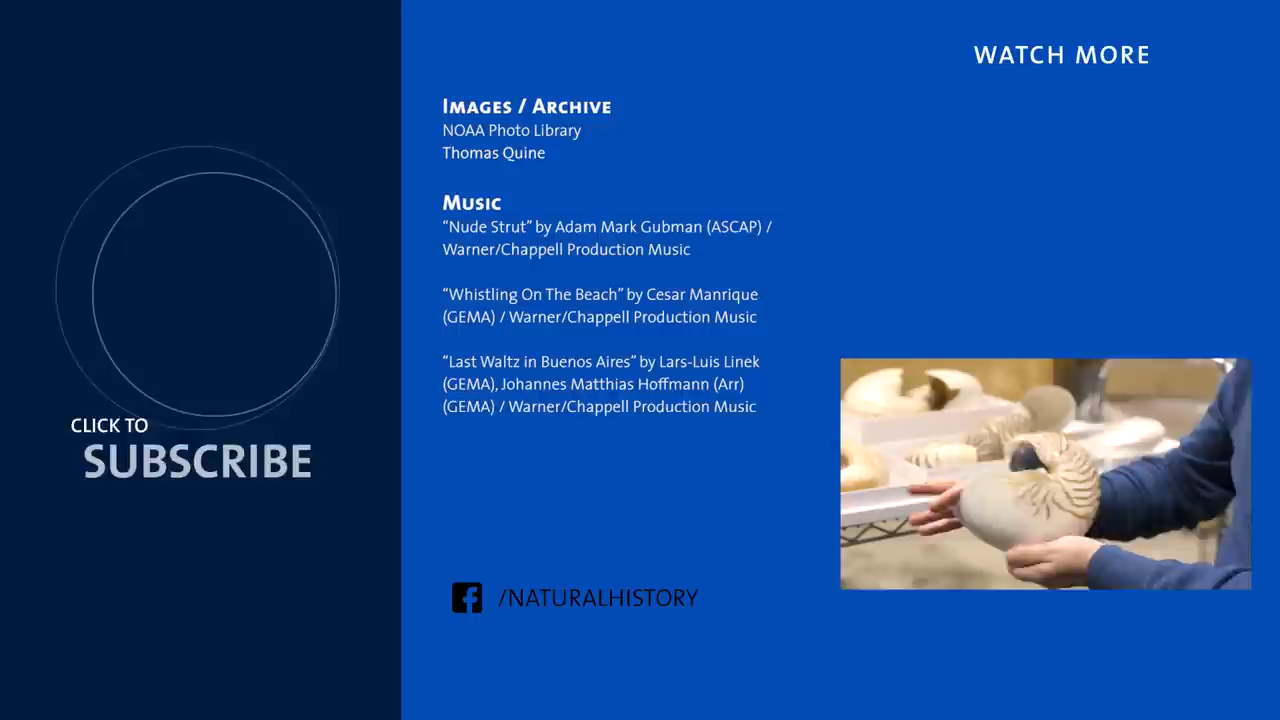 WATCH MORE
IMAGES / ARCHIVE
NOAA Photo Library
Thomas Quine
MUSIC
“Nude Strut” by Adam Mark Gubman (ASCAP) /
Warner/Chappell Production Music
“Whistling On The Beach” by Cesar Manrique
(GEMA) / Warner/Chappell Production Music
“Last Waltz in Buenos Aires” by Lars-Luis Linek
(GEMA), Johannes Matthias Hoffmann (Arr)
(GEMA) / Warner/Chappell Production Music
CLICK TO
SUBSCRIBE
/NATURALHISTORY